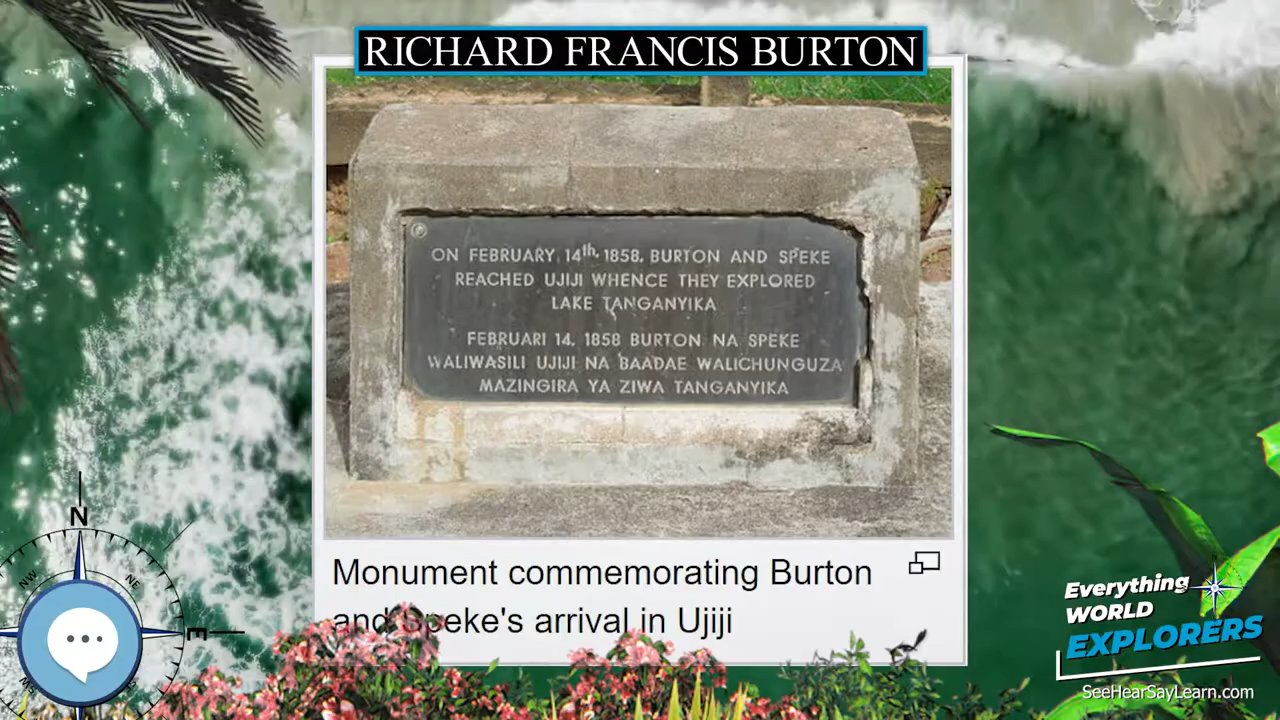 RICHARD FRANCIS BURTON
ON FEBRUARY 14th, 1858, BURTON AND SPEKE
REACHED UJIJI WHENCE THEY EXPLORED
LAKE TANGANYIKA
FEBRUARI 14, 1858 BURTON NA SPEKE
WALIWASILI UJIJI NA BAADAE WALICHUNGUZA
MAZINGIRA YA ZIWA TANGANYIKA
Monument commemorating Burton
and Speke's arrival in Ujiji
N
NW
NE
E
Everything
WORLD
EXPLORERS
SeeHearSayLearn.com